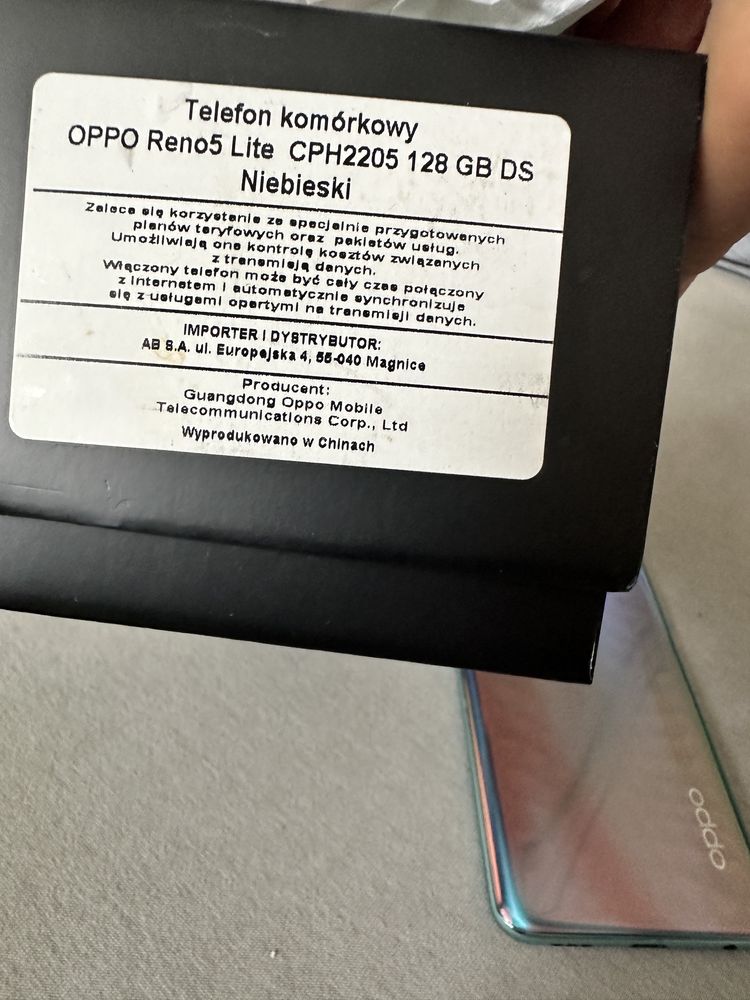 Telefon komórkowy
OPPO Reno5 Lite CPH2205 128 GB DS
Niebieski
Zaleca się korzystanie ze specjalnie przygotowanych
planów taryfowych oraz pakietów usług.
Umożliwiają one kontrolę kosztów związanych
z transmisją danych.
Włączony telefon może być cały czas połączony
z Internetem i automatycznie synchronizuje
się z usługami opartymi na transmisji danych.
IMPORTER I DYSTRYBUTOR:
AB S.A. ul. Europejska 4, 55-040 Magnice
Producent:
Guangdong Oppo Mobile
Telecommunications Corp., Ltd
Wyprodukowano w Chinach
oppo